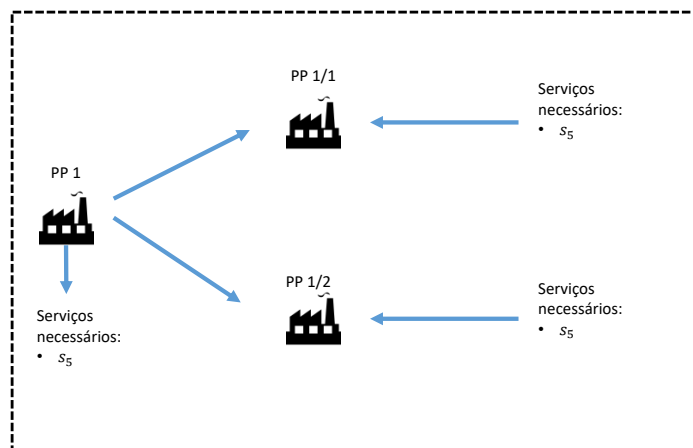 PP 1/1
Serviços
necessários:
• s₅
PP 1
PP 1/2
Serviços
necessários:
• s₅
Serviços
necessários:
• s₅